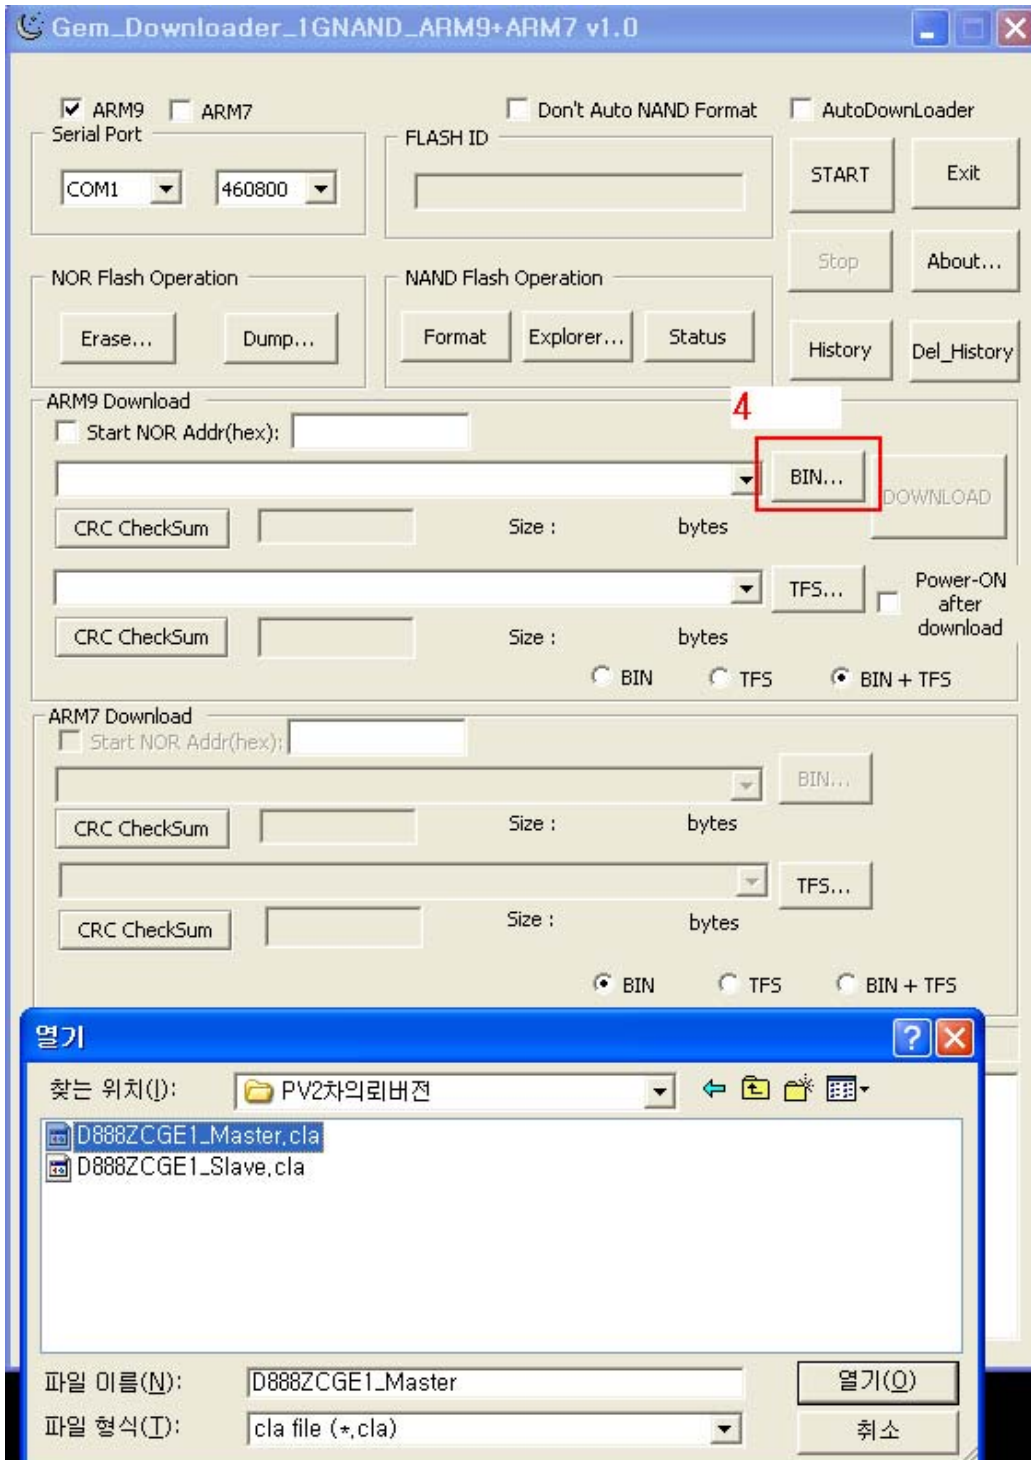 Gem_Downloader_1GNAND_ARM9+ARM7 v1.0
ARM9 ARM7 Don't Auto NAND Format AutoDownLoader
Serial Port FLASH ID
COM1 460800 START Exit
Stop About...
NOR Flash Operation NAND Flash Operation
Erase... Dump... Format Explorer... Status History Del_History
ARM9 Download 4
Start NOR Addr(hex):
BIN... DOWNLOAD
CRC CheckSum Size : bytes
TFS... Power-ON after download
CRC CheckSum Size : bytes
BIN TFS BIN + TFS
ARM7 Download
Start NOR Addr(hex):
BIN...
CRC CheckSum Size : bytes
TFS...
CRC CheckSum Size : bytes
BIN TFS BIN + TFS
열기
찾는 위치(I): PV2차의뢰버전
D888ZCGE1_Master.cla
D888ZCGE1_Slave.cla
파일 이름(N): D888ZCGE1_Master 열기(O)
파일 형식(T): cla file (*.cla) 취소